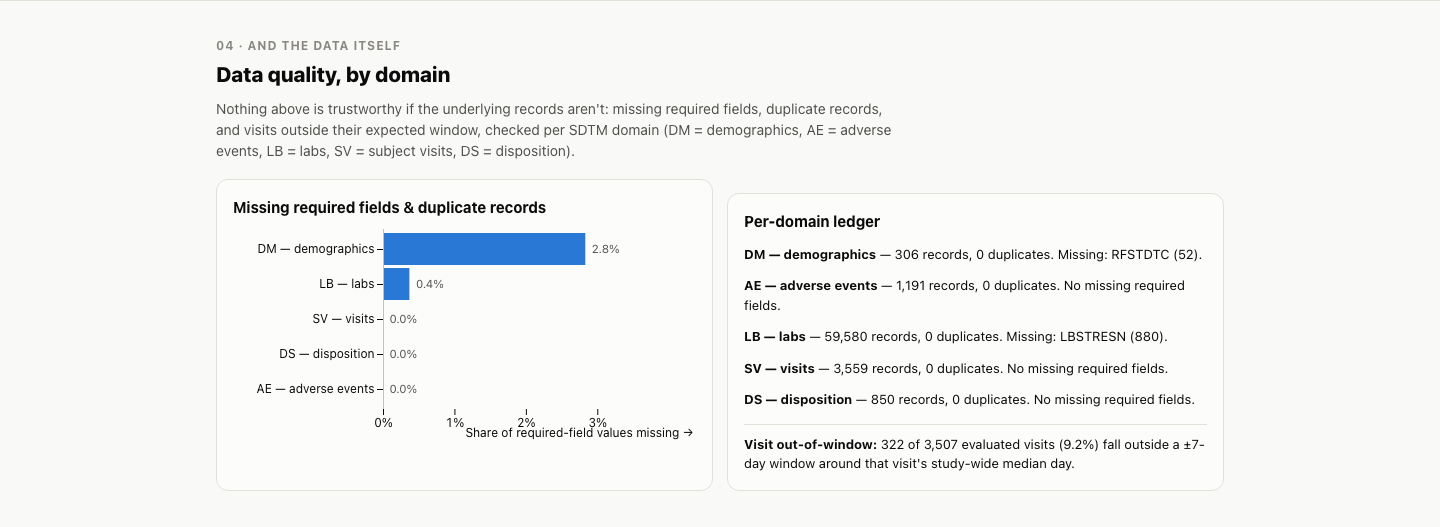 04 · AND THE DATA ITSELF
Data quality, by domain
Nothing above is trustworthy if the underlying records aren't: missing required fields, duplicate records,
and visits outside their expected window, checked per SDTM domain (DM = demographics, AE = adverse
events, LB = labs, SV = subject visits, DS = disposition).
Missing required fields & duplicate records
DM — demographics
2.8%
LB — labs
0.4%
SV — visits
0.0%
DS — disposition
0.0%
AE — adverse events
0.0%
0%
1%
2%
3%
Share of required-field values missing →
Per-domain ledger
DM — demographics — 306 records, 0 duplicates. Missing: RFSTDTC (52).
AE — adverse events — 1,191 records, 0 duplicates. No missing required
fields.
LB — labs — 59,580 records, 0 duplicates. Missing: LBSTRESN (880).
SV — visits — 3,559 records, 0 duplicates. No missing required fields.
DS — disposition — 850 records, 0 duplicates. No missing required fields.
Visit out-of-window: 322 of 3,507 evaluated visits (9.2%) fall outside a ±7-
day window around that visit's study-wide median day.